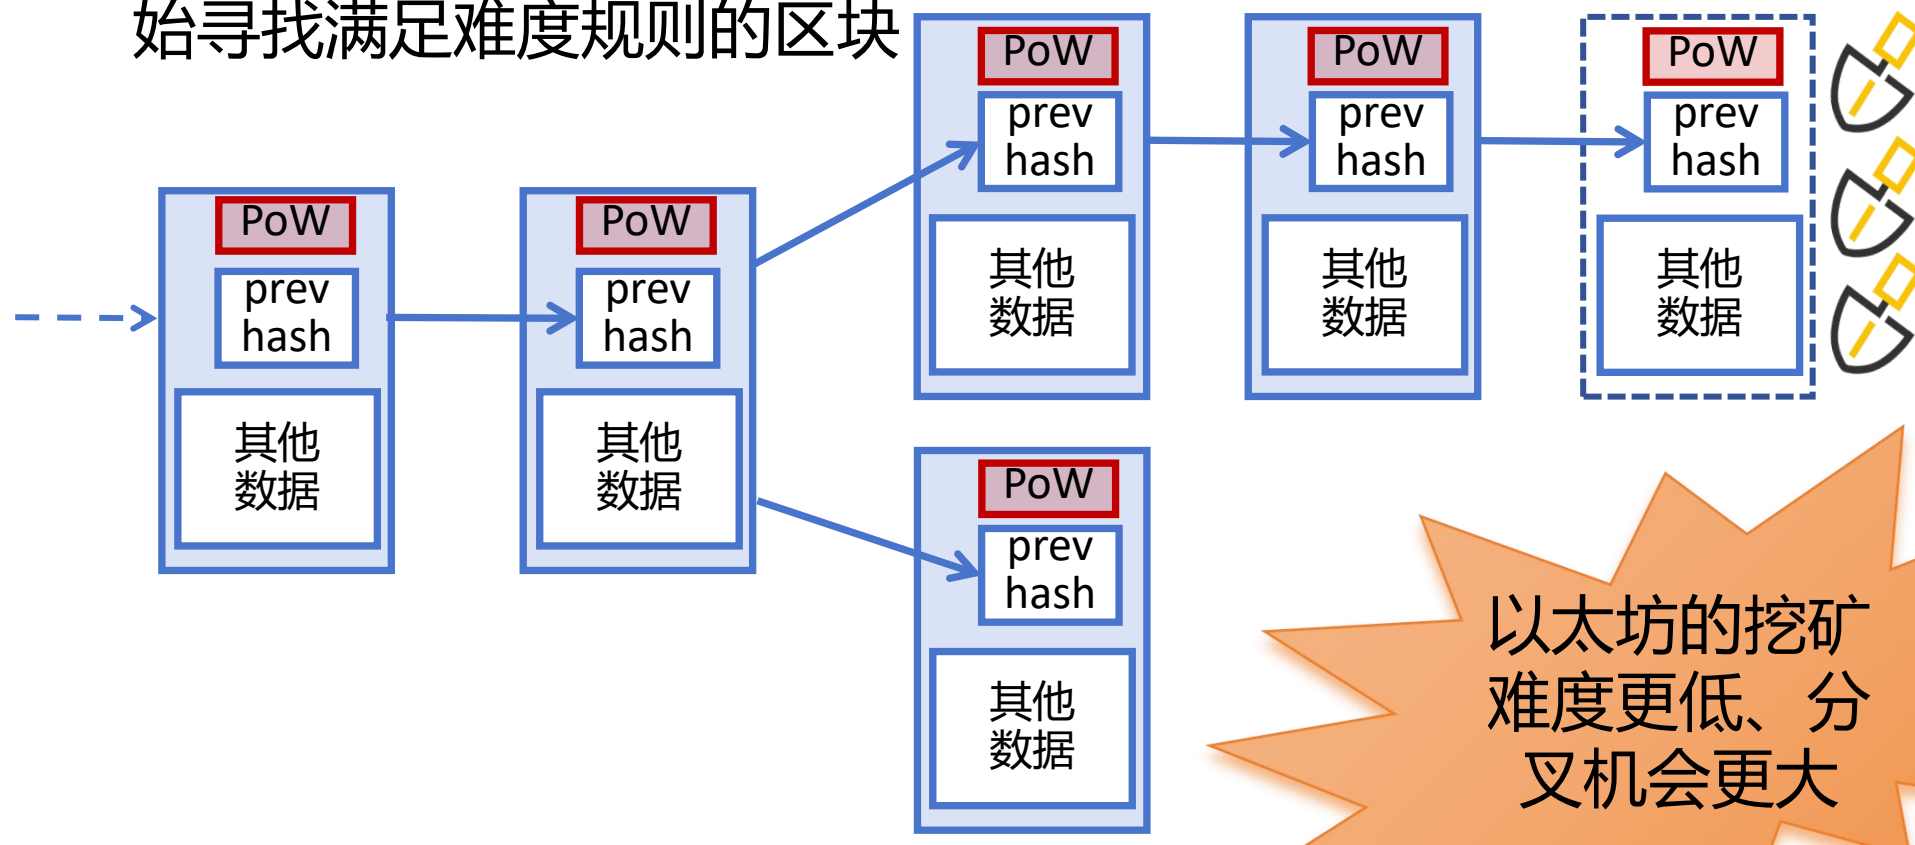 始寻找满足难度规则的区块
PoW
prev
hash
其他
数据
PoW
prev
hash
其他
数据
PoW
prev
hash
其他
数据
PoW
prev
hash
其他
数据
PoW
prev
hash
其他
数据
PoW
prev
hash
其他
数据
以太坊的挖矿
难度更低、分
叉机会更大